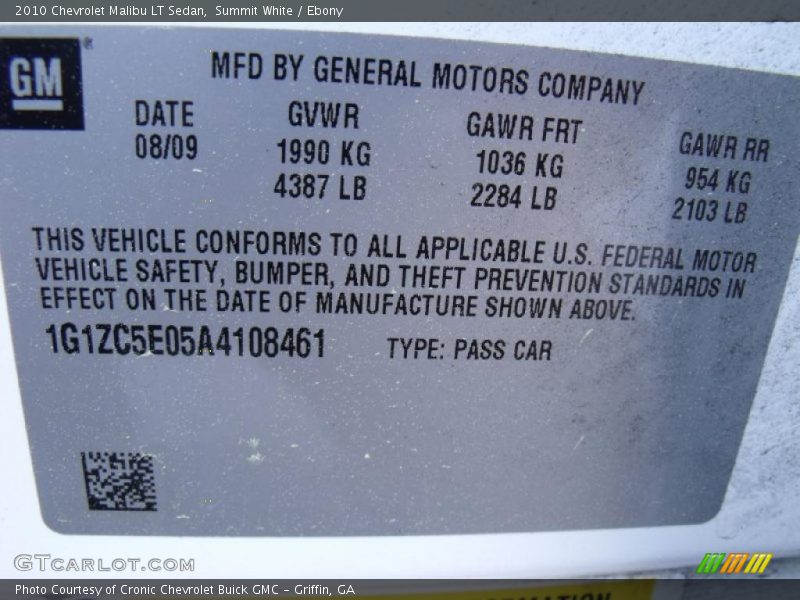 2010 Chevrolet Malibu LT Sedan, Summit White / Ebony
GM
MFD BY GENERAL MOTORS COMPANY
DATE GVWR GAWR FRT GAWR RR
08/09 1990 KG 1036 KG 954 KG
4387 LB 2284 LB 2103 LB
THIS VEHICLE CONFORMS TO ALL APPLICABLE U.S. FEDERAL MOTOR
VEHICLE SAFETY, BUMPER, AND THEFT PREVENTION STANDARDS IN
EFFECT ON THE DATE OF MANUFACTURE SHOWN ABOVE.
1G1ZC5E05A4108461 TYPE: PASS CAR
GTCARLOT.COM
Photo Courtesy of Cronic Chevrolet Buick GMC – Griffin, GA